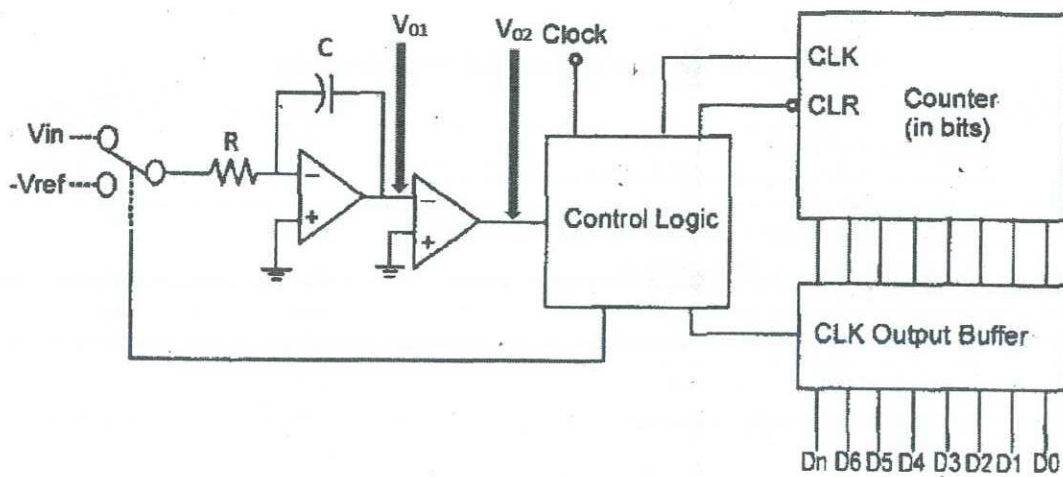 V01
V02 Clock
C
CLK
CLR
Counter
(in bits)
Vin
R
-Vref
−
+
−
+
Control Logic
CLK Output Buffer
Dn D6 D5 D4 D3 D2 D1 D0